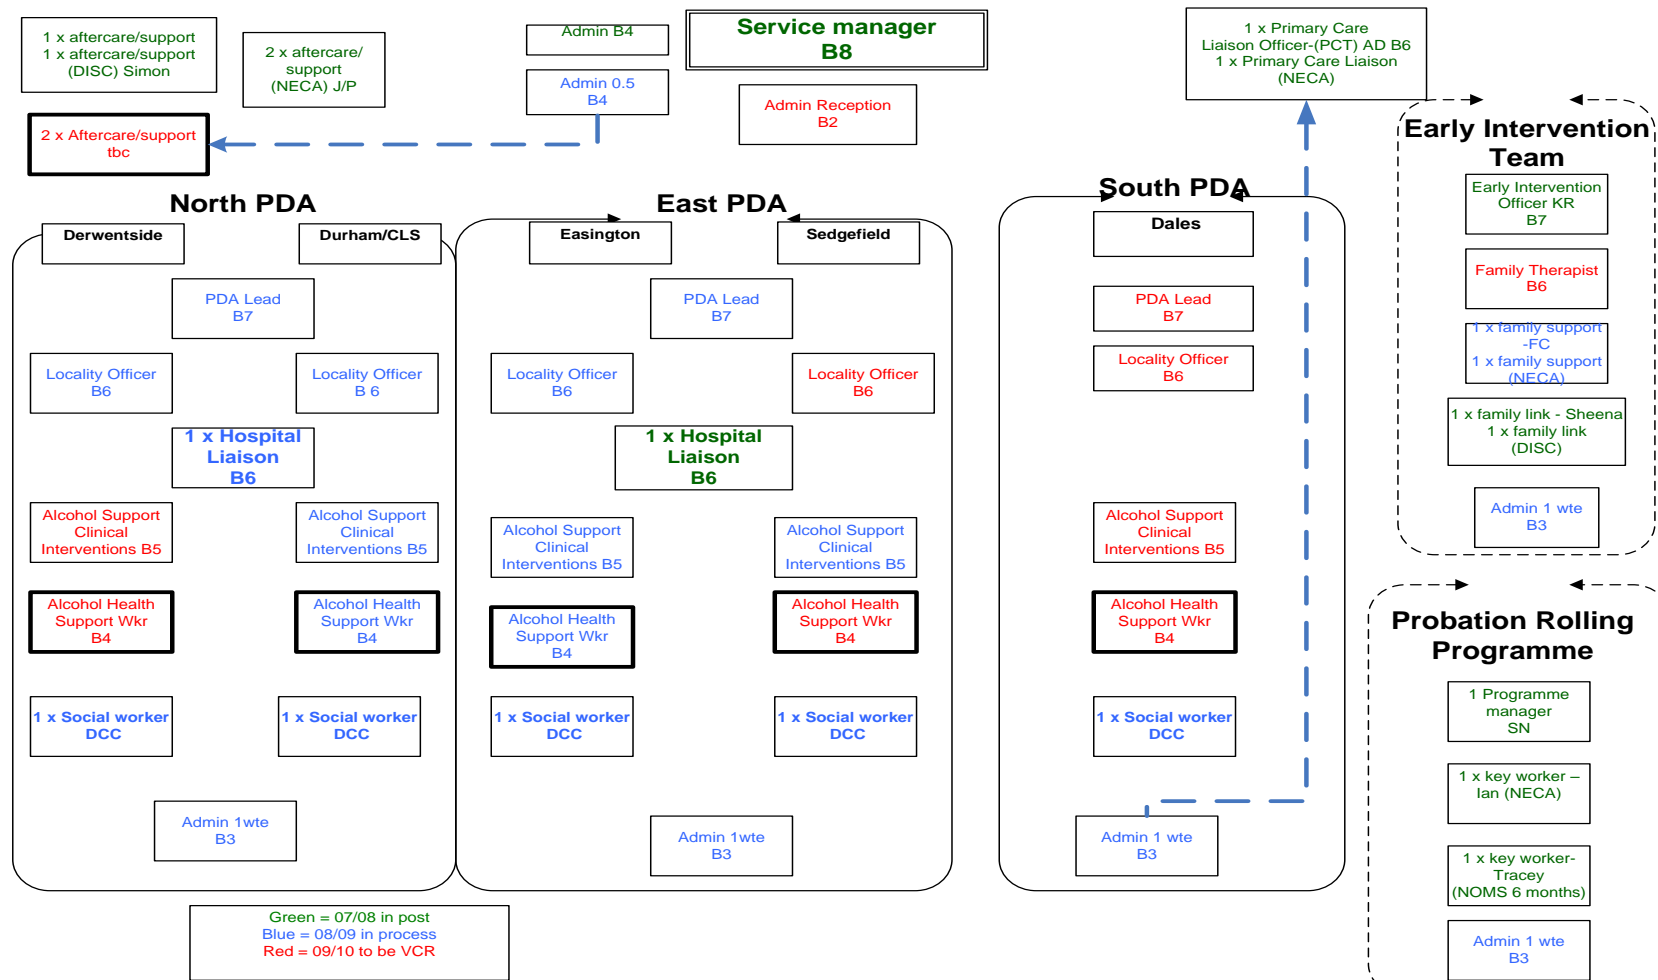 1 x aftercare/support
1 x aftercare/support
(DISC) Simon
2 x aftercare/
support
(NECA) J/P
Admin B4
Admin 0.5
B4
Service manager
B8
Admin Reception
B2
1 x Primary Care
Liaison Officer-(PCT) AD B6
1 x Primary Care Liaison
(NECA)
2 x Aftercare/support
tbc
North PDA
Derwentside
Durham/CLS
PDA Lead
B7
Locality Officer
B6
Locality Officer
B 6
1 x Hospital
Liaison
B6
Alcohol Support
Clinical
Interventions B5
Alcohol Support
Clinical
Interventions B5
Alcohol Health
Support Wkr
B4
Alcohol Health
Support Wkr
B4
1 x Social worker
DCC
1 x Social worker
DCC
Admin 1wte
B3
East PDA
Easington
Sedgefield
PDA Lead
B7
Locality Officer
B6
Locality Officer
B6
1 x Hospital
Liaison
B6
Alcohol Support
Clinical
Interventions B5
Alcohol Support
Clinical
Interventions B5
Alcohol Health
Support Wkr
B4
Alcohol Health
Support Wkr
B4
1 x Social worker
DCC
1 x Social worker
DCC
Admin 1wte
B3
South PDA
Dales
PDA Lead
B7
Locality Officer
B6
Alcohol Support
Clinical
Interventions B5
Alcohol Health
Support Wkr
B4
1 x Social worker
DCC
Admin 1 wte
B3
Early Intervention
Team
Early Intervention
Officer KR
B7
Family Therapist
B6
1 x family support
-FC
1 x family support
(NECA)
1 x family link - Sheena
1 x family link
(DISC)
Admin 1 wte
B3
Probation Rolling
Programme
1 Programme
manager
SN
1 x key worker –
Ian (NECA)
1 x key worker-
Tracey
(NOMS 6 months)
Admin 1 wte
B3
Green = 07/08 in post
Blue = 08/09 in process
Red = 09/10 to be VCR